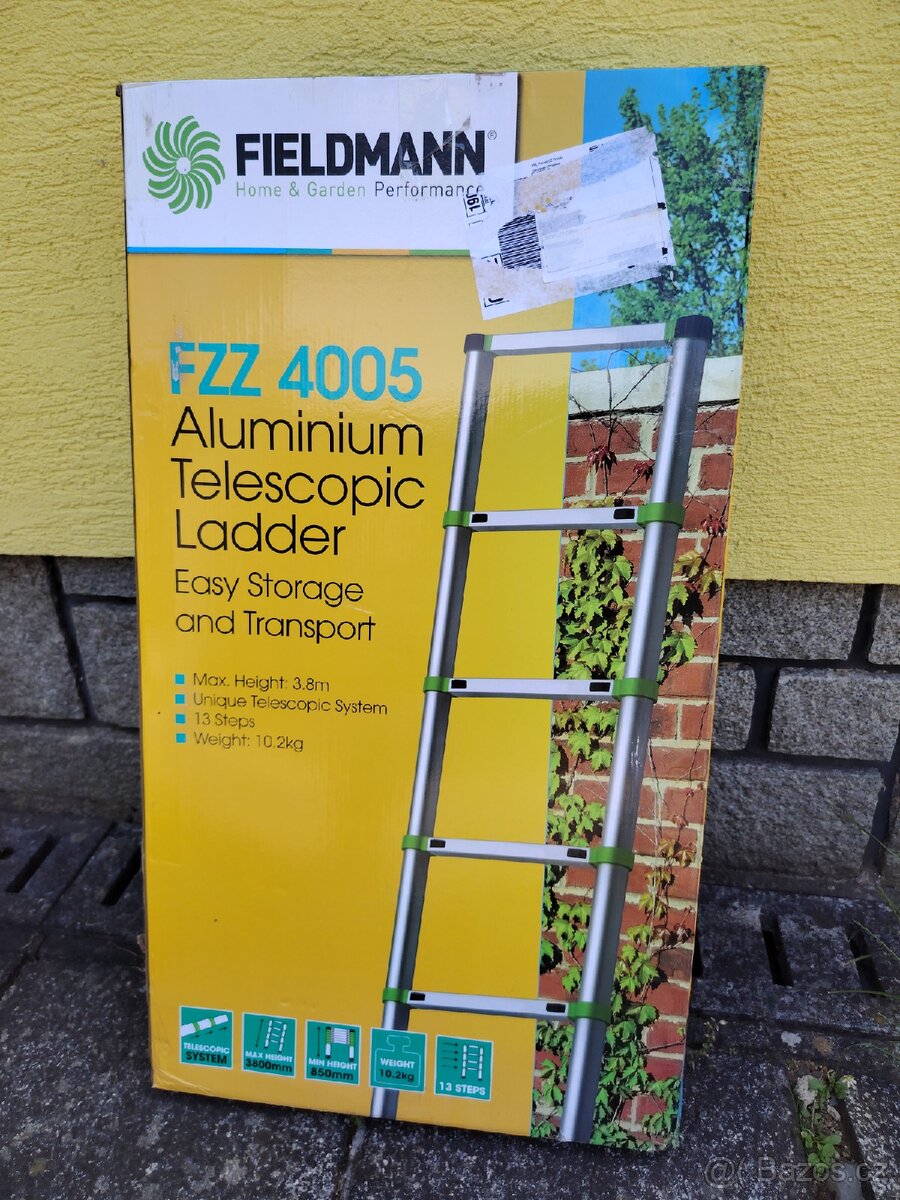 FIELDMANN®
Home & Garden Performance
190
FZZ 4005
Aluminium
Telescopic
Ladder
Easy Storage
and Transport
Max. Height: 3.8m
Unique Telescopic System
13 Steps
Weight: 10.2kg
TELESCOPIC
SYSTEM
MAX HEIGHT
3800mm
MIN HEIGHT
850mm
WEIGHT
10.2kg
13 STEPS
@ Bazos.cz